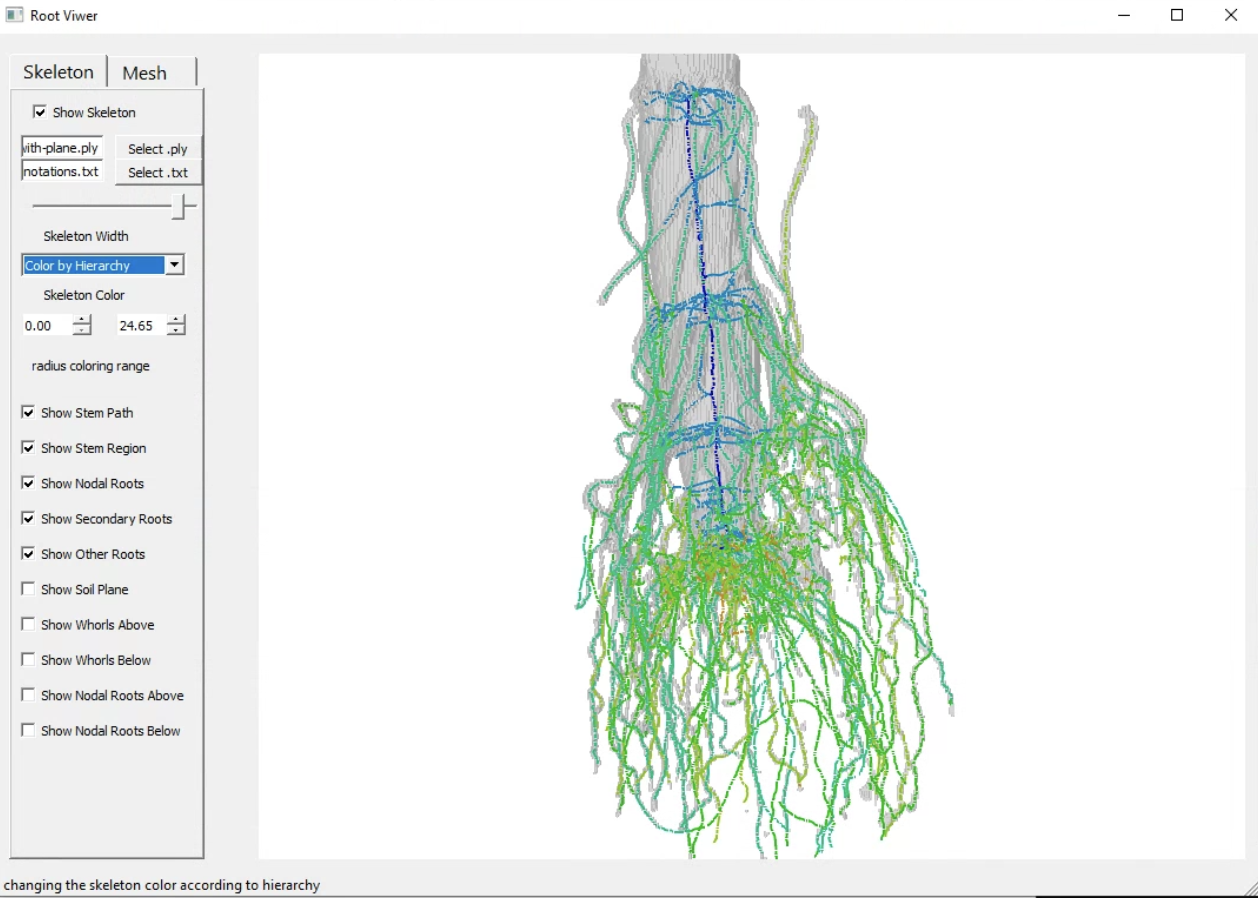 Root Viwer
Skeleton
Mesh
Show Skeleton
ith-plane.ply
Select .ply
notations.txt
Select .txt
Skeleton Width
Color by Hierarchy
Skeleton Color
0.00
24.65
radius coloring range
Show Stem Path
Show Stem Region
Show Nodal Roots
Show Secondary Roots
Show Other Roots
Show Soil Plane
Show Whorls Above
Show Whorls Below
Show Nodal Roots Above
Show Nodal Roots Below
changing the skeleton color according to hierarchy